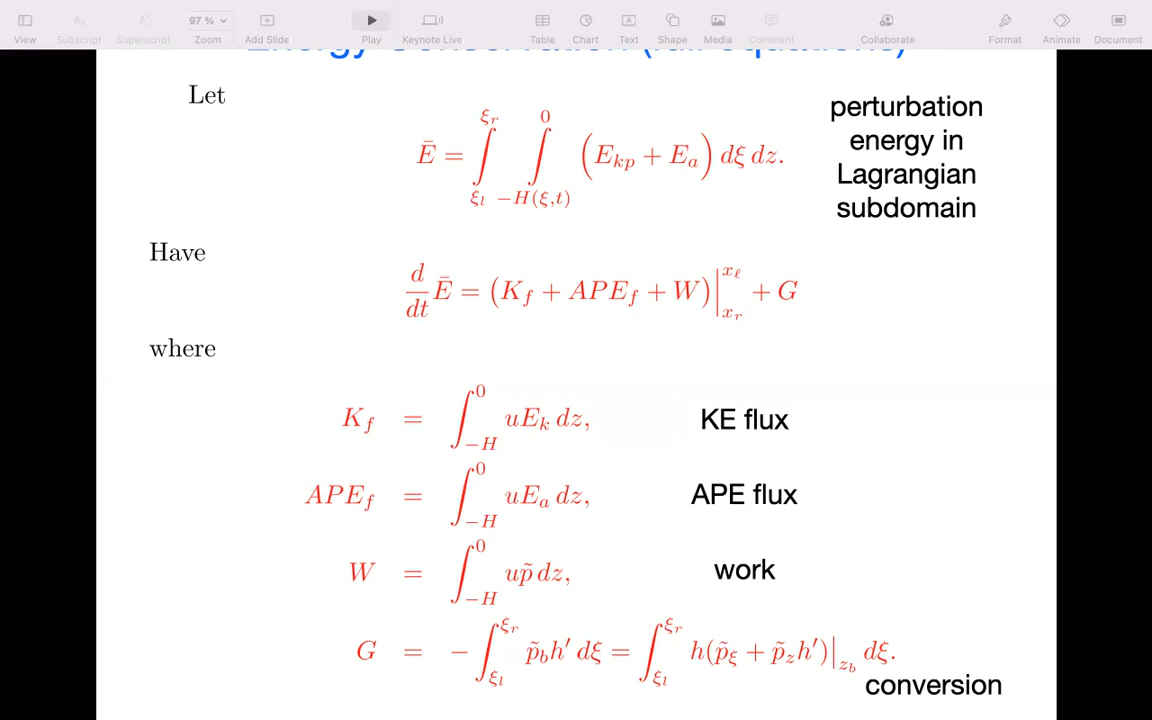 View Subscript Superscript 97 % Zoom Add Slide Play Keynote Live Table Chart Text Shape Media Comment Collaborate Format Animate Document
Let
Ē = ∫_{ξ_l}^{ξ_r} ∫_{-H(ξ,t)}^{0} (E_{kp} + E_a) dξ dz.
perturbation
energy in
Lagrangian
subdomain
Have
d/dt Ē = (K_f + APE_f + W)|_{x_r}^{x_ℓ} + G
where
K_f = ∫_{-H}^{0} uE_k dz, KE flux
APE_f = ∫_{-H}^{0} uE_a dz, APE flux
W = ∫_{-H}^{0} up̃ dz, work
G = −∫_{ξ_l}^{ξ_r} p̃_b h′ dξ = ∫_{ξ_l}^{ξ_r} h(p̃_ξ + p̃_z h′)|_{z_b} dξ.
conversion